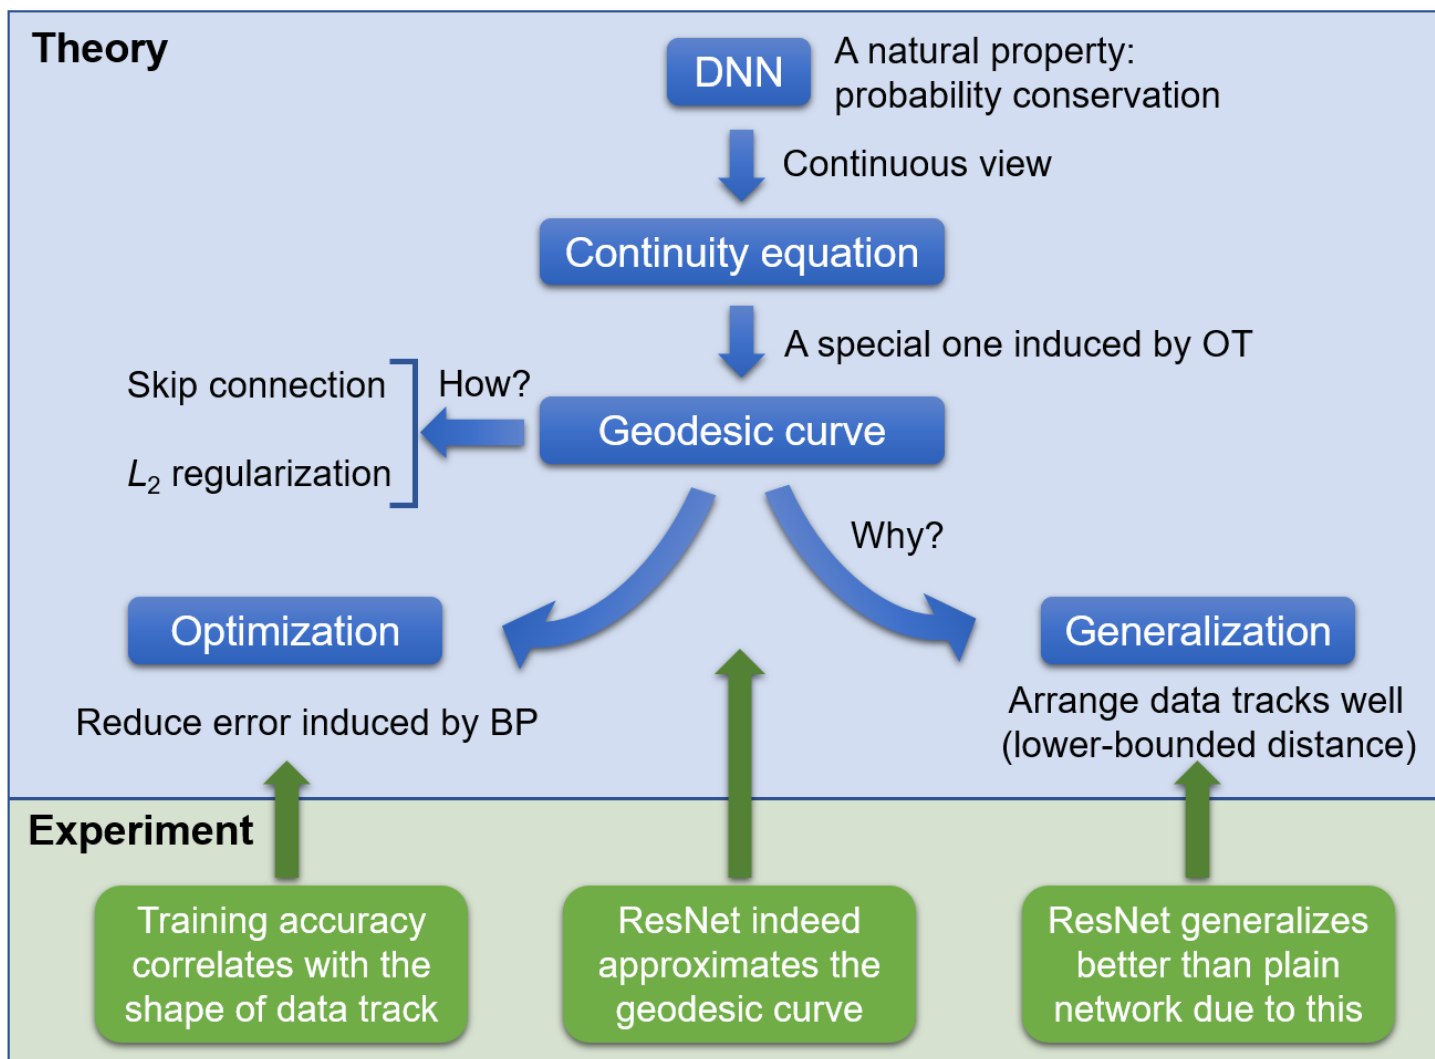 Theory
DNN
A natural property:
probability conservation
Continuous view
Continuity equation
A special one induced by OT
Skip connection
How?
L₂ regularization
Geodesic curve
Why?
Optimization
Generalization
Reduce error induced by BP
Arrange data tracks well
(lower-bounded distance)
Experiment
Training accuracy
correlates with the
shape of data track
ResNet indeed
approximates the
geodesic curve
ResNet generalizes
better than plain
network due to this